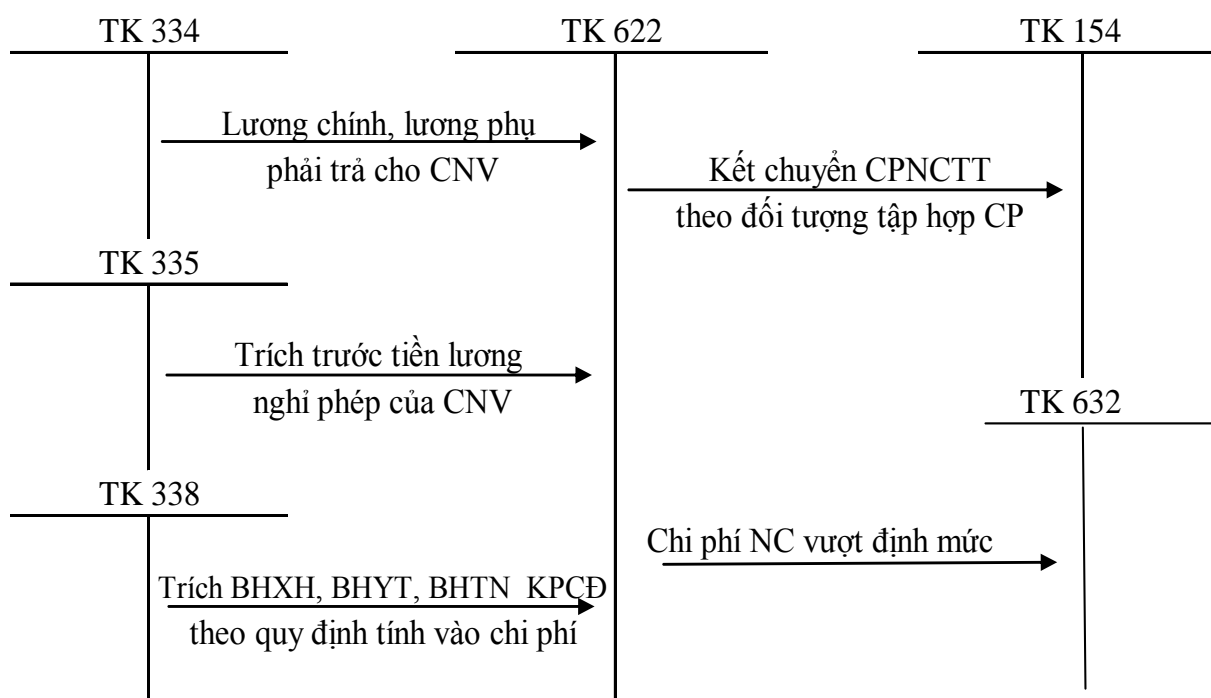 TK 334
TK 622
TK 154
Lương chính, lương phụ
phải trả cho CNV
Kết chuyển CPNCTT
theo đối tượng tập hợp CP
TK 335
Trích trước tiền lương
nghỉ phép của CNV
TK 632
TK 338
Chi phí NC vượt định mức
Trích BHXH, BHYT, BHTN KPCĐ
theo quy định tính vào chi phí